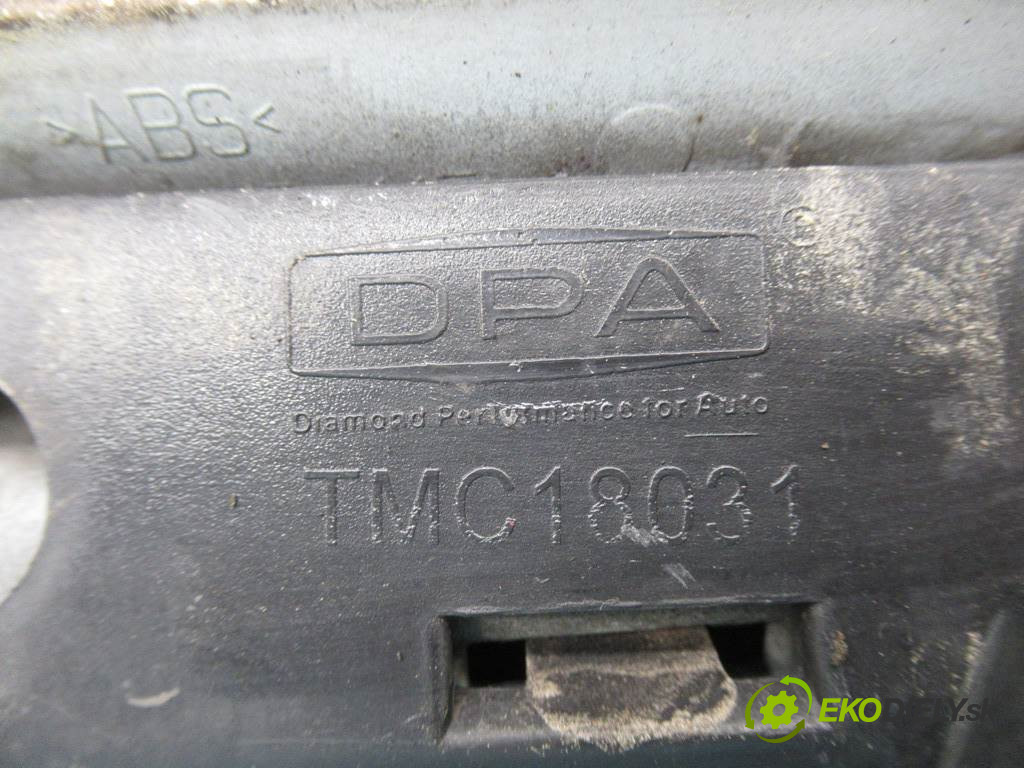 >ABS<
DPA
Diamond Performance for Auto
TMC18031
EKODIELY.sk